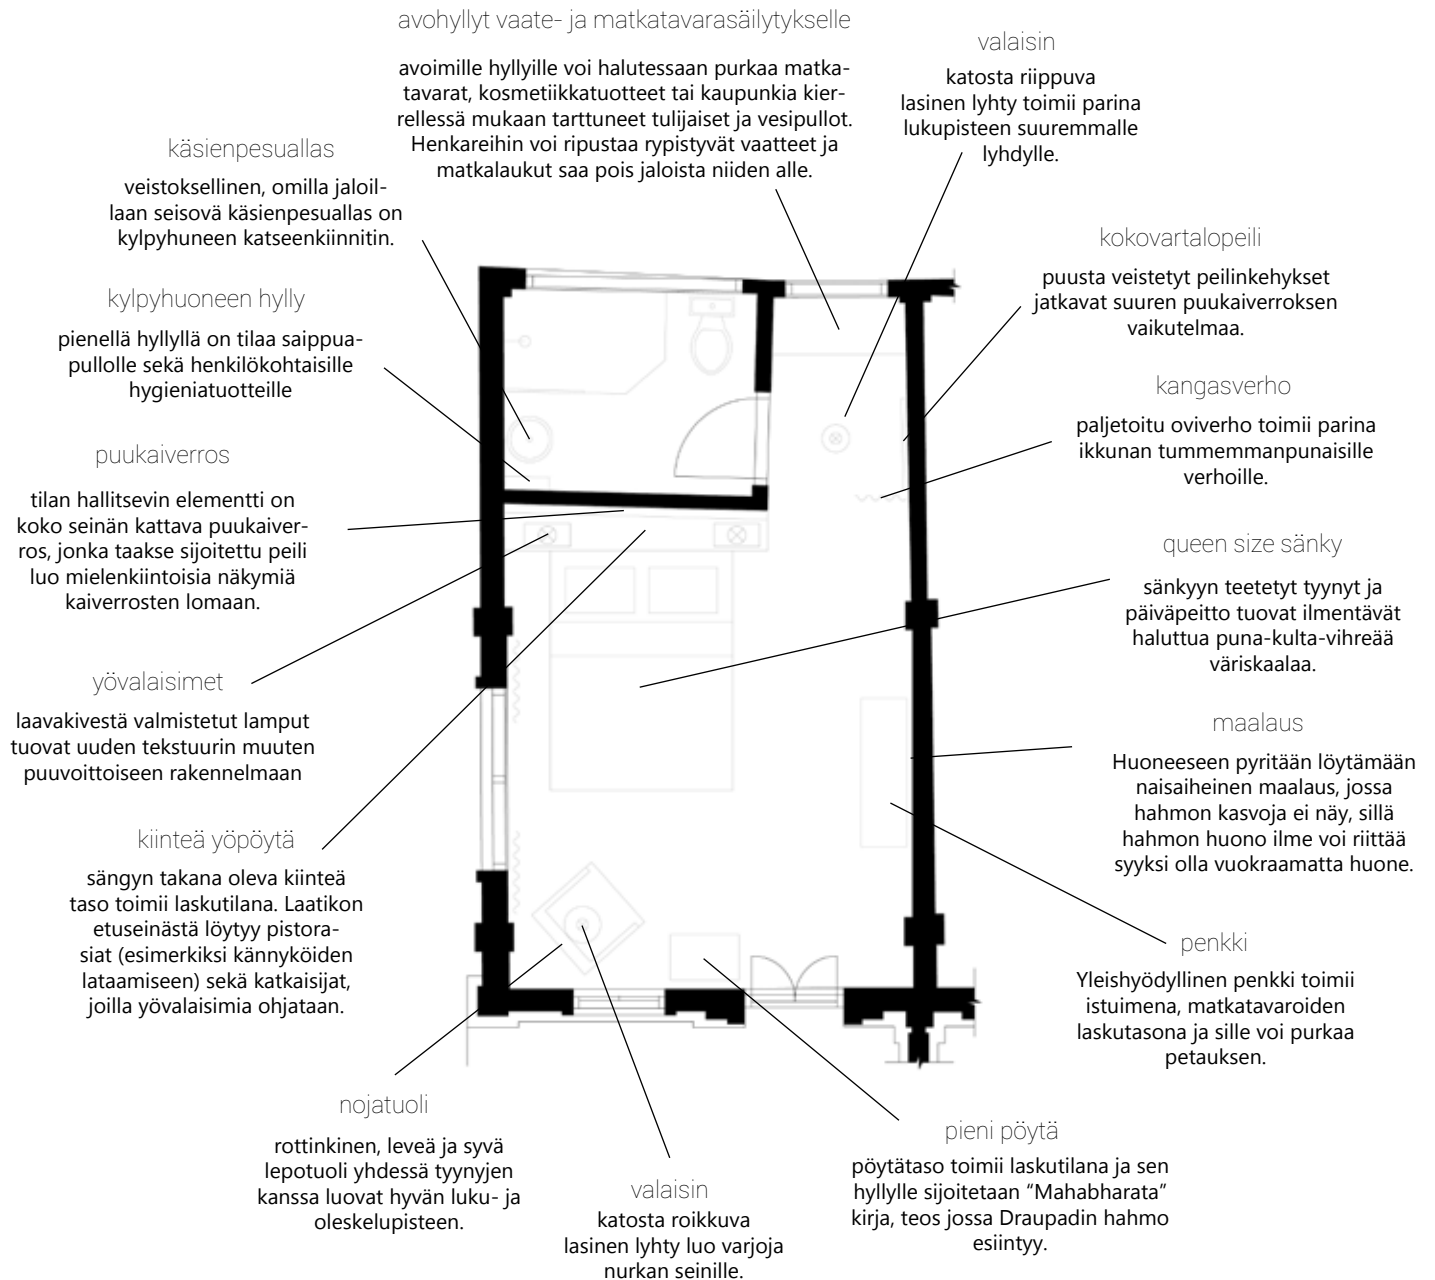 avohyllyt vaate- ja matkatavarasäilytykselle
avoimille hyllyille voi halutessaan purkaa matka-
tavarat, kosmetiikkatuotteet tai kaupunkia kier-
rellessä mukaan tarttuneet tulijaiset ja vesipullot.
Henkareihin voi ripustaa rypistyvät vaatteet ja
matkalaukut saa pois jaloista niiden alle.
valaisin
katosta riippuva
lasinen lyhty toimii parina
lukupisteen suuremmalle
lyhdylle.
käsienpesuallas
veistoksellinen, omilla jaloil-
laan seisovä käsienpesuallas on
kylpyhuneen katseenkiinnitin.
kokovartalopeili
puusta veistetyt peilinkehykset
jatkavat suuren puukaiverroksen
vaikutelmaa.
kylpyhuoneen hylly
pienellä hyllyllä on tilaa saippua-
pullolle sekä henkilökohtaisille
hygieniatuotteille
kangasverho
paljetoitu oviverho toimii parina
ikkunan tummemmanpunaisille
verhoille.
puukaiverros
tilan hallitsevin elementti on
koko seinän kattava puukaiver-
ros, jonka taakse sijoitettu peili
luo mielenkiintoisia näkymiä
kaiverrosten lomaan.
queen size sänky
sänkyyn teetetyt tyynyt ja
päiväpeitto tuovat ilmentävät
haluttua puna-kulta-vihreää
väriskaalaa.
yövalaisimet
laavakivestä valmistetut lamput
tuovat uuden tekstuurin muuten
puuvoittoiseen rakennelmaan
maalaus
Huoneeseen pyritään löytämään
naisaiheinen maalaus, jossa
hahmon kasvoja ei näy, sillä
hahmon huono ilme voi riittää
syyksi olla vuokraamatta huone.
kiinteä yöpöytä
sängyn takana oleva kiinteä
taso toimii laskutilana. Laatikon
etuseinästä löytyy pistora-
siat (esimerkiksi kännyköiden
lataamiseen) sekä katkaisijat,
joilla yövalaisimia ohjataan.
penkki
Yleishyödyllinen penkki toimii
istuimena, matkatavaroiden
laskutasona ja sille voi purkaa
petauksen.
nojatuoli
rottinkinen, leveä ja syvä
lepotuoli yhdessä tyynyjen
kanssa luovat hyvän luku- ja
oleskelupisteen.
valaisin
katosta roikkuva
lasinen lyhty luo varjoja
nurkan seinille.
pieni pöytä
pöytätaso toimii laskutilana ja sen
hyllylle sijoitetaan “Mahabharata”
kirja, teos jossa Draupadin hahmo
esiintyy.